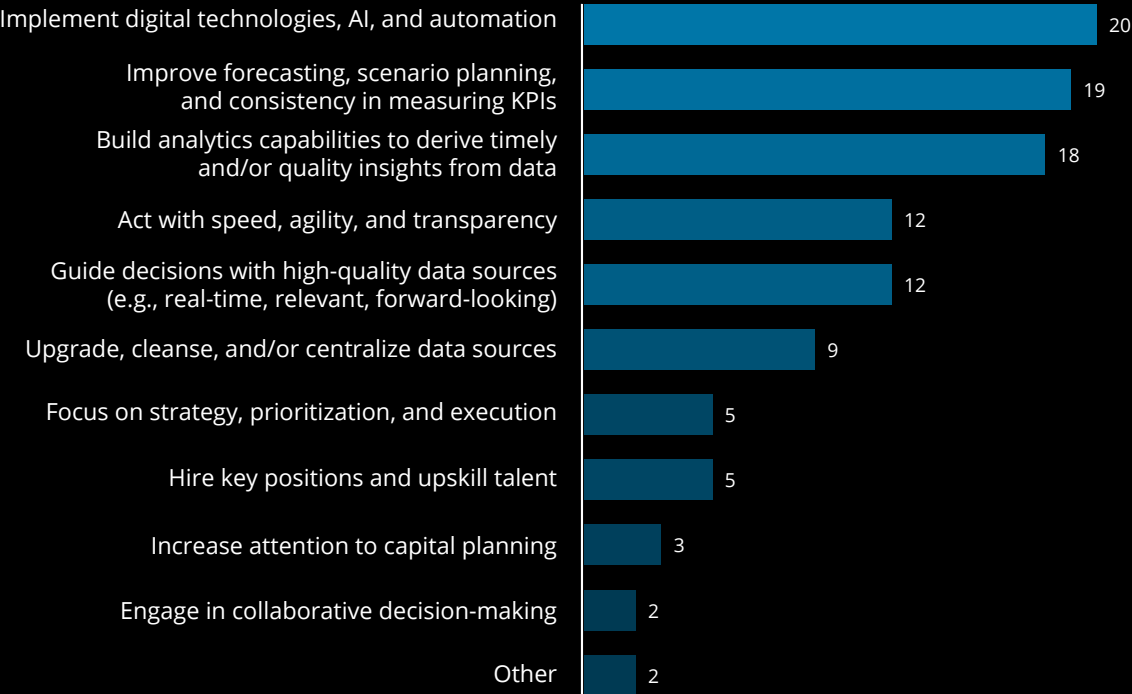 Implement digital technologies, AI, and automation
20
Improve forecasting, scenario planning,
and consistency in measuring KPIs
19
Build analytics capabilities to derive timely
and/or quality insights from data
18
Act with speed, agility, and transparency
12
Guide decisions with high-quality data sources
(e.g., real-time, relevant, forward-looking)
12
Upgrade, cleanse, and/or centralize data sources
9
Focus on strategy, prioritization, and execution
5
Hire key positions and upskill talent
5
Increase attention to capital planning
3
Engage in collaborative decision-making
2
Other
2